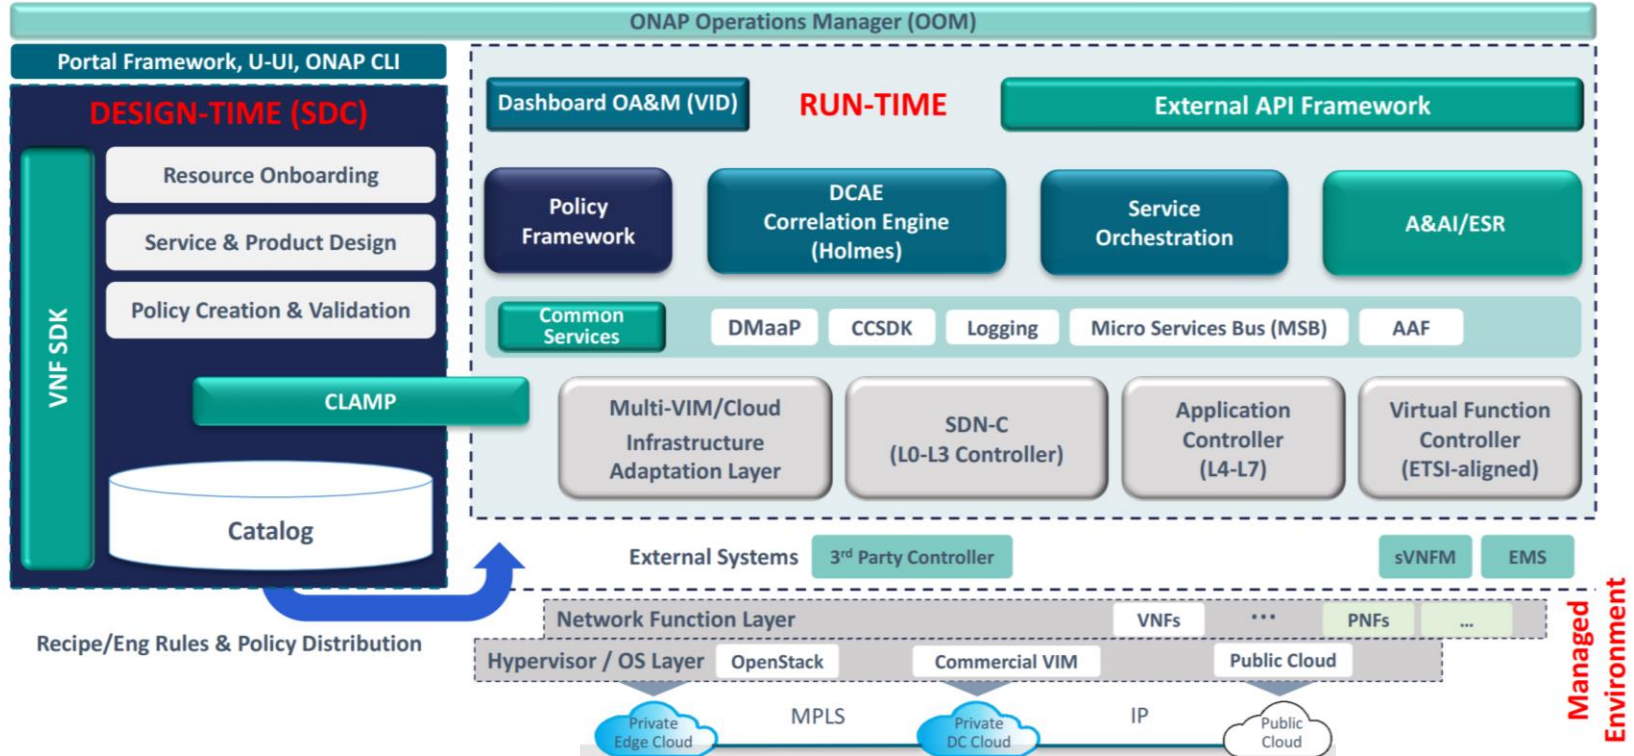 ONAP Operations Manager (OOM)
Portal Framework, U-UI, ONAP CLI
DESIGN-TIME (SDC)
VNF SDK
Resource Onboarding
Service & Product Design
Policy Creation & Validation
CLAMP
Catalog
Recipe/Eng Rules & Policy Distribution
Dashboard OA&M (VID)
RUN-TIME
External API Framework
Policy
Framework
DCAE
Correlation Engine
(Holmes)
Service
Orchestration
A&AI/ESR
Common
Services
DMaaP
CCSDK
Logging
Micro Services Bus (MSB)
AAF
Multi-VIM/Cloud
Infrastructure
Adaptation Layer
SDN-C
(L0-L3 Controller)
Application
Controller
(L4-L7)
Virtual Function
Controller
(ETSI-aligned)
External Systems
3rd Party Controller
sVNFM
EMS
Network Function Layer
VNFs
...
PNFs
...
Hypervisor / OS Layer
OpenStack
Commercial VIM
Public Cloud
Private
Edge Cloud
MPLS
Private
DC Cloud
IP
Public
Cloud
Managed
Environment